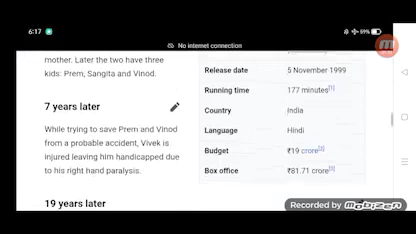 6:17
59%
No internet connection
mother. Later the two have three
kids: Prem, Sangita and Vinod.
7 years later
While trying to save Prem and Vinod
from a probable accident, Vivek is
injured leaving him handicapped due
to his right hand paralysis.
19 years later
Release date 5 November 1999
Running time 177 minutes[1]
Country India
Language Hindi
Budget ₹19 crore[2]
Box office ₹81.71 crore[3]
Recorded by MOBIZEN